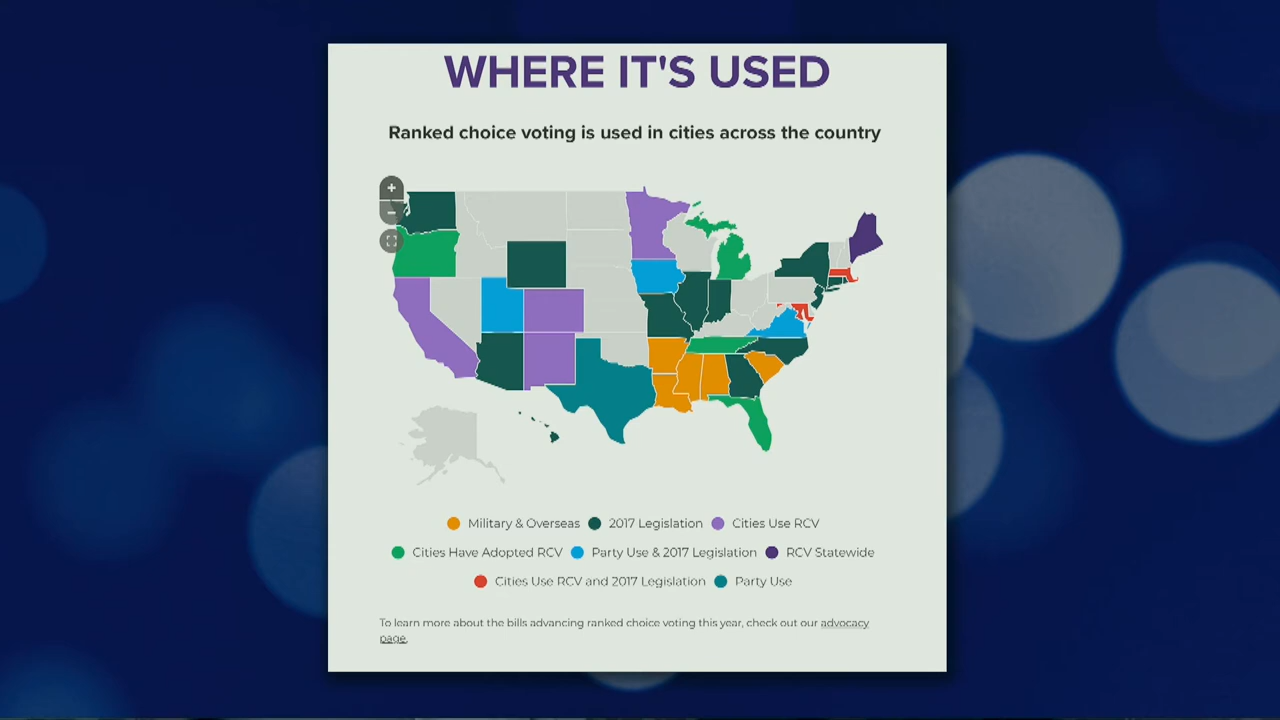 WHERE IT'S USED
Ranked choice voting is used in cities across the country
+
−
Military & Overseas
2017 Legislation
Cities Use RCV
Cities Have Adopted RCV
Party Use & 2017 Legislation
RCV Statewide
Cities Use RCV and 2017 Legislation
Party Use
To learn more about the bills advancing ranked choice voting this year, check out our advocacy
page.